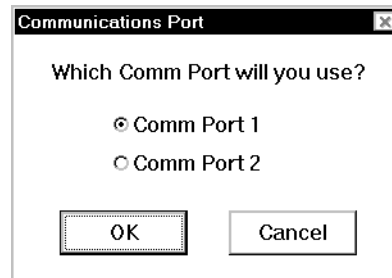 Communications Port
Which Comm Port will you use?
Comm Port 1
Comm Port 2
OK Cancel